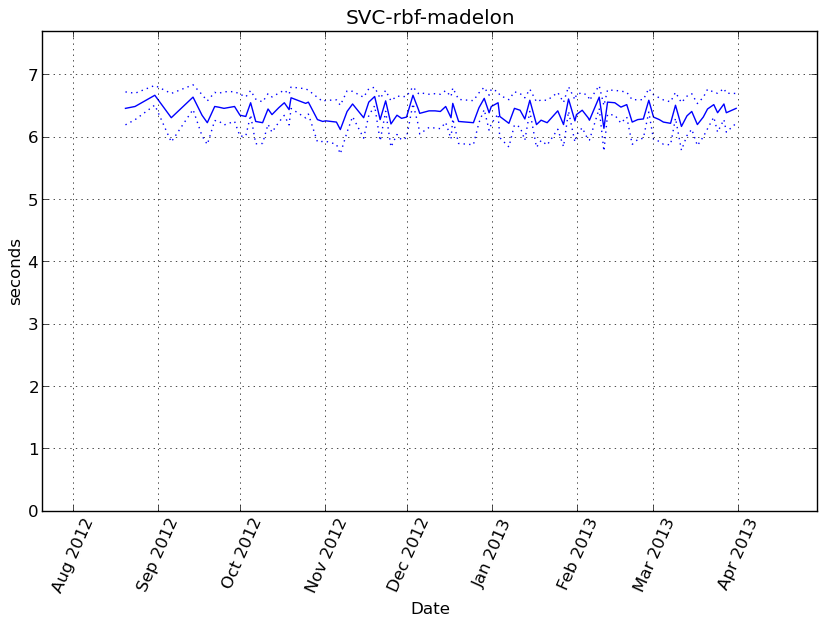 SVC-rbf-madelon
7
6
5
4
3
2
1
0
seconds
Aug 2012
Sep 2012
Oct 2012
Nov 2012
Dec 2012
Jan 2013
Feb 2013
Mar 2013
Apr 2013
Date